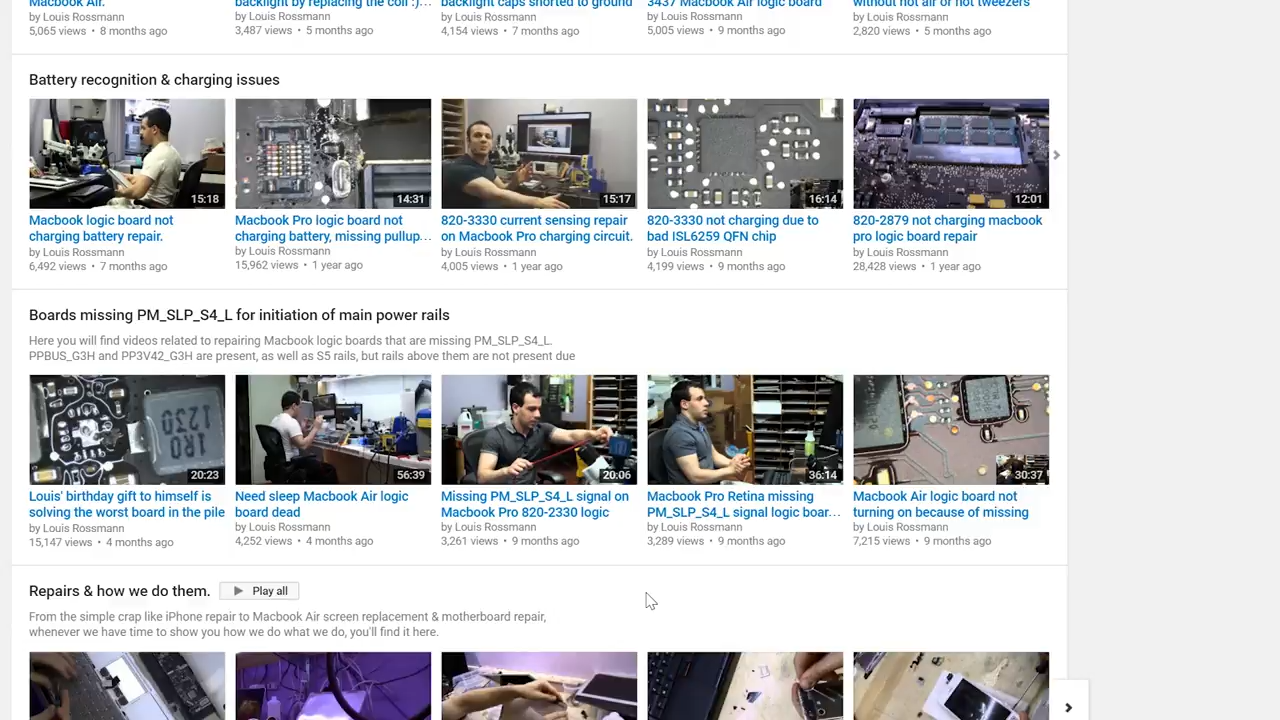 Macbook Air.
backlight by replacing the coil :)…
backlight caps shorted to ground
3437 MacBook Air logic board
without hot air or hot tweezers
by Louis Rossmann
by Louis Rossmann
by Louis Rossmann
by Louis Rossmann
by Louis Rossmann
5,065 views • 8 months ago
3,487 views • 5 months ago
4,154 views • 7 months ago
5,005 views • 9 months ago
2,820 views • 5 months ago
Battery recognition & charging issues
15:18
14:31
15:17
16:14
12:01
Macbook logic board not
charging battery repair.
by Louis Rossmann
6,492 views • 7 months ago
Macbook Pro logic board not
charging battery, missing pullup…
by Louis Rossmann
15,962 views • 1 year ago
820-3330 current sensing repair
on Macbook Pro charging circuit.
by Louis Rossmann
4,005 views • 1 year ago
820-3330 not charging due to
bad ISL6259 QFN chip
by Louis Rossmann
4,199 views • 9 months ago
820-2879 not charging macbook
pro logic board repair
by Louis Rossmann
28,428 views • 1 year ago
Boards missing PM_SLP_S4_L for initiation of main power rails
Here you will find videos related to repairing Macbook logic boards that are missing PM_SLP_S4_L.
PPBUS_G3H and PP3V42_G3H are present, as well as S5 rails, but rails above them are not present due
1230
1R0
20:23
56:39
20:06
36:14
30:37
Louis' birthday gift to himself is
solving the worst board in the pile
by Louis Rossmann
15,147 views • 4 months ago
Need sleep Macbook Air logic
board dead
by Louis Rossmann
4,252 views • 4 months ago
Missing PM_SLP_S4_L signal on
Macbook Pro 820-2330 logic
by Louis Rossmann
3,261 views • 9 months ago
Macbook Pro Retina missing
PM_SLP_S4_L signal logic boar…
by Louis Rossmann
3,289 views • 9 months ago
Macbook Air logic board not
turning on because of missing
by Louis Rossmann
7,215 views • 9 months ago
Repairs & how we do them.
Play all
From the simple crap like iPhone repair to Macbook Air screen replacement & motherboard repair,
whenever we have time to show you how we do what we do, you'll find it here.